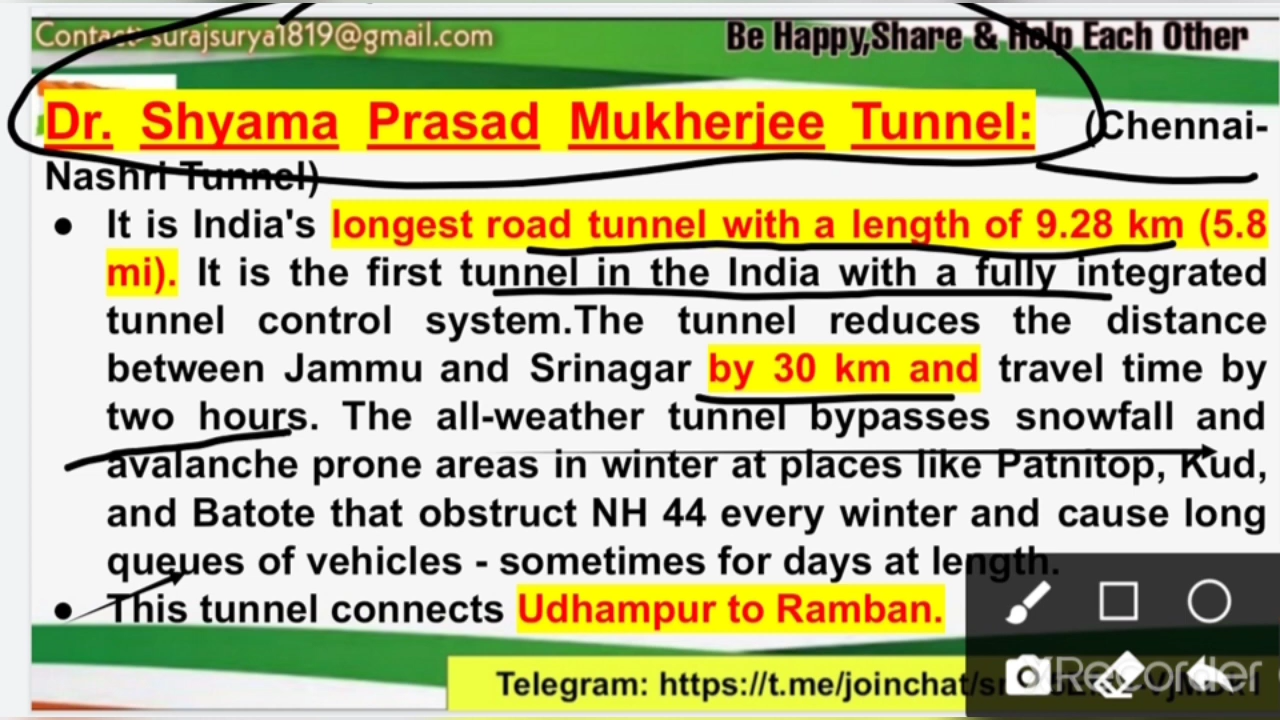 Contact: surajsurya1819@gmail.com Be Happy,Share & Help Each Other
Dr. Shyama Prasad Mukherjee Tunnel: (Chennai-
Nashri Tunnel)
● It is India's longest road tunnel with a length of 9.28 km (5.8
mi). It is the first tunnel in the India with a fully integrated
tunnel control system.The tunnel reduces the distance
between Jammu and Srinagar by 30 km and travel time by
two hours. The all-weather tunnel bypasses snowfall and
avalanche prone areas in winter at places like Patnitop, Kud,
and Batote that obstruct NH 44 every winter and cause long
queues of vehicles - sometimes for days at length.
● This tunnel connects Udhampur to Ramban.
Telegram: https://t.me/joinchat/
XRecorder